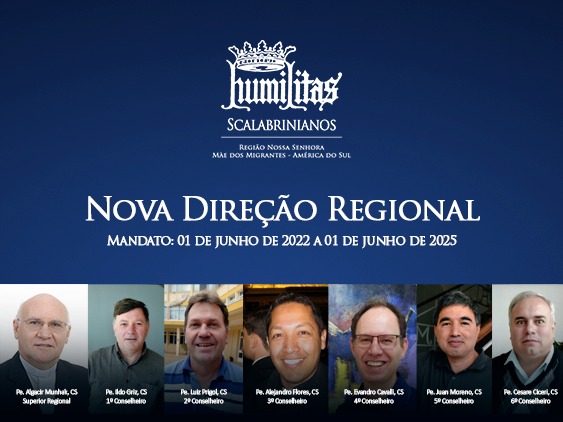 humilitas
SCALABRINIANOS
REGIÃO NOSSA SENHORA
MÃE DOS MIGRANTES - AMÉRICA DO SUL
NOVA DIREÇÃO REGIONAL
MANDATO: 01 DE JUNHO DE 2022 A 01 DE JUNHO DE 2025
Pe. Algacir Munhak, CS
Superior Regional
Pe. Ildo Griz, CS
1º Conselheiro
Pe. Luiz Prigol, CS
2º Conselheiro
Pe. Alejandro Flores, CS
3º Conselheiro
Pe. Evandro Cavalli, CS
4º Conselheiro
Pe. Juan Moreno, CS
5º Conselheiro
Pe. Cesare Ciceri, CS
6º Conselheiro